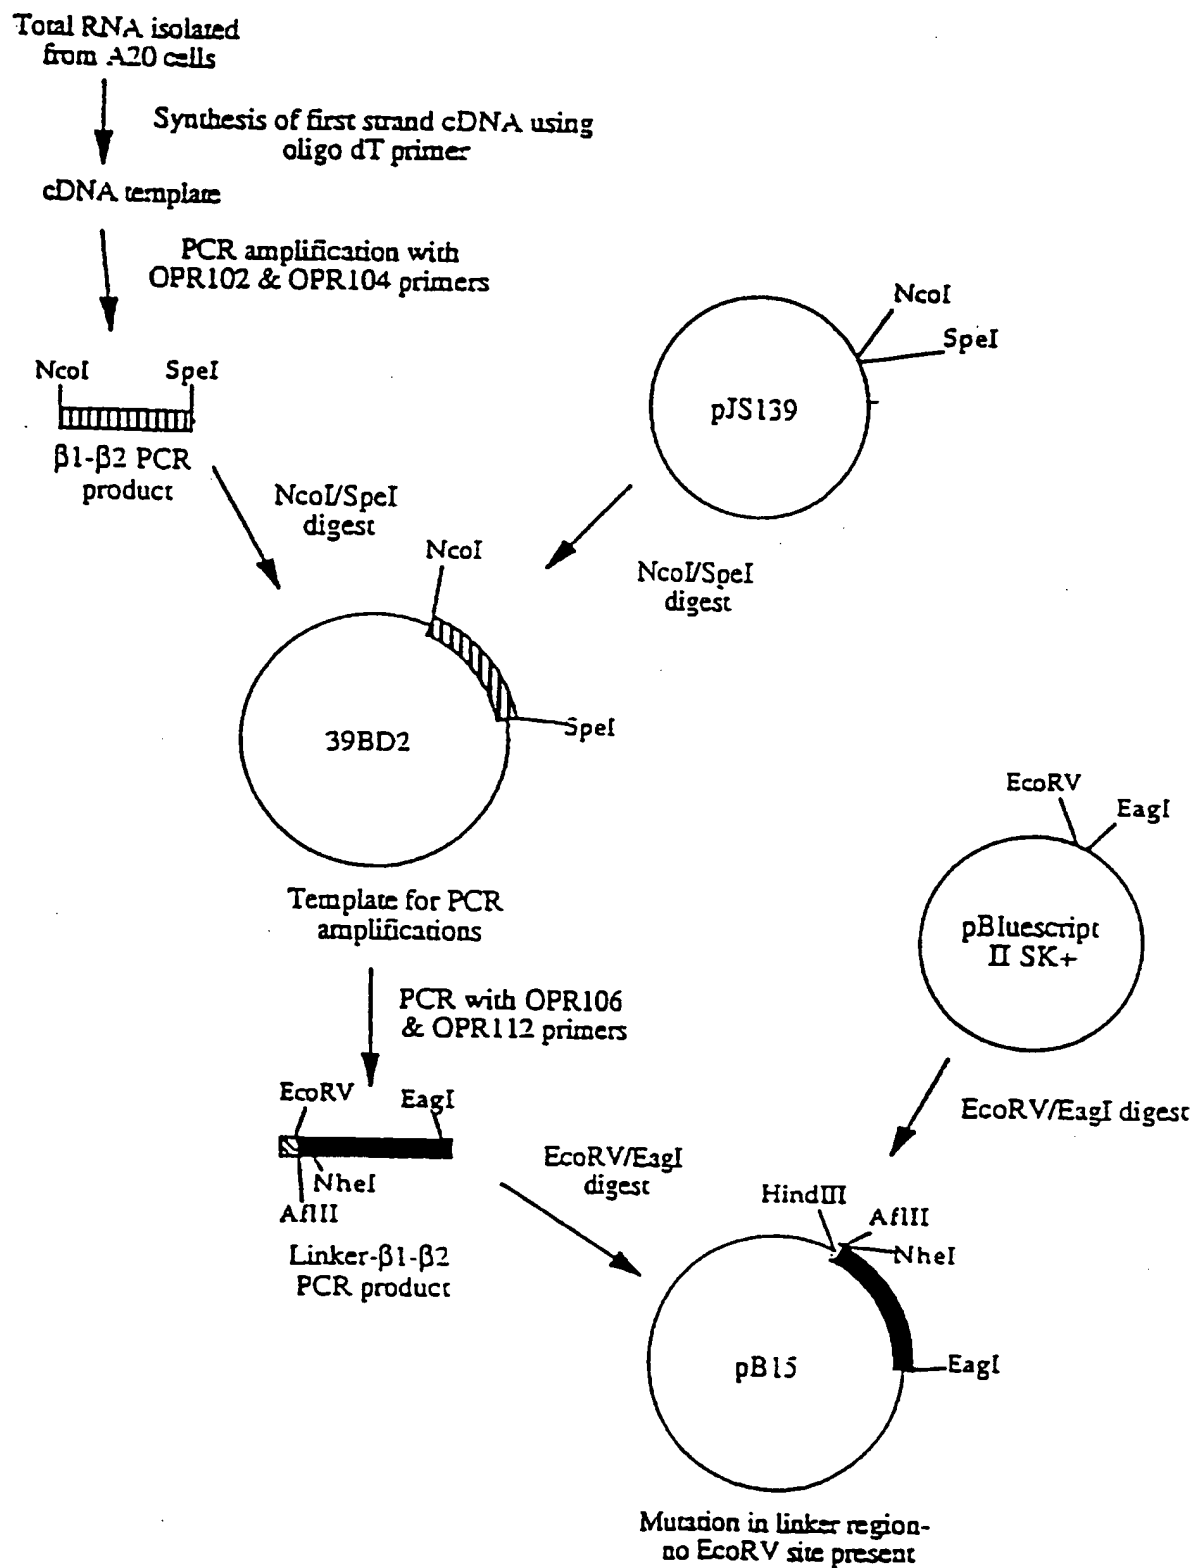 Total RNA isolated
from A20 cells
Synthesis of first strand cDNA using
oligo dT primer
cDNA template
PCR amplification with
OPR102 & OPR104 primers
NcoI
SpeI
β1-β2 PCR
product
NcoI/SpeI
digest
NcoI
SpeI
pJS139
NcoI/SpeI
digest
NcoI
SpeI
39BD2
Template for PCR
amplifications
PCR with OPR106
& OPR112 primers
EcoRV
EagI
pBluescript
II SK+
EcoRV/EagI digest
EcoRV
EagI
NheI
AflII
Linker-β1-β2
PCR product
EcoRV/EagI
digest
HindIII
AflII
NheI
EagI
pB15
Mutation in linker region-
no EcoRV site present